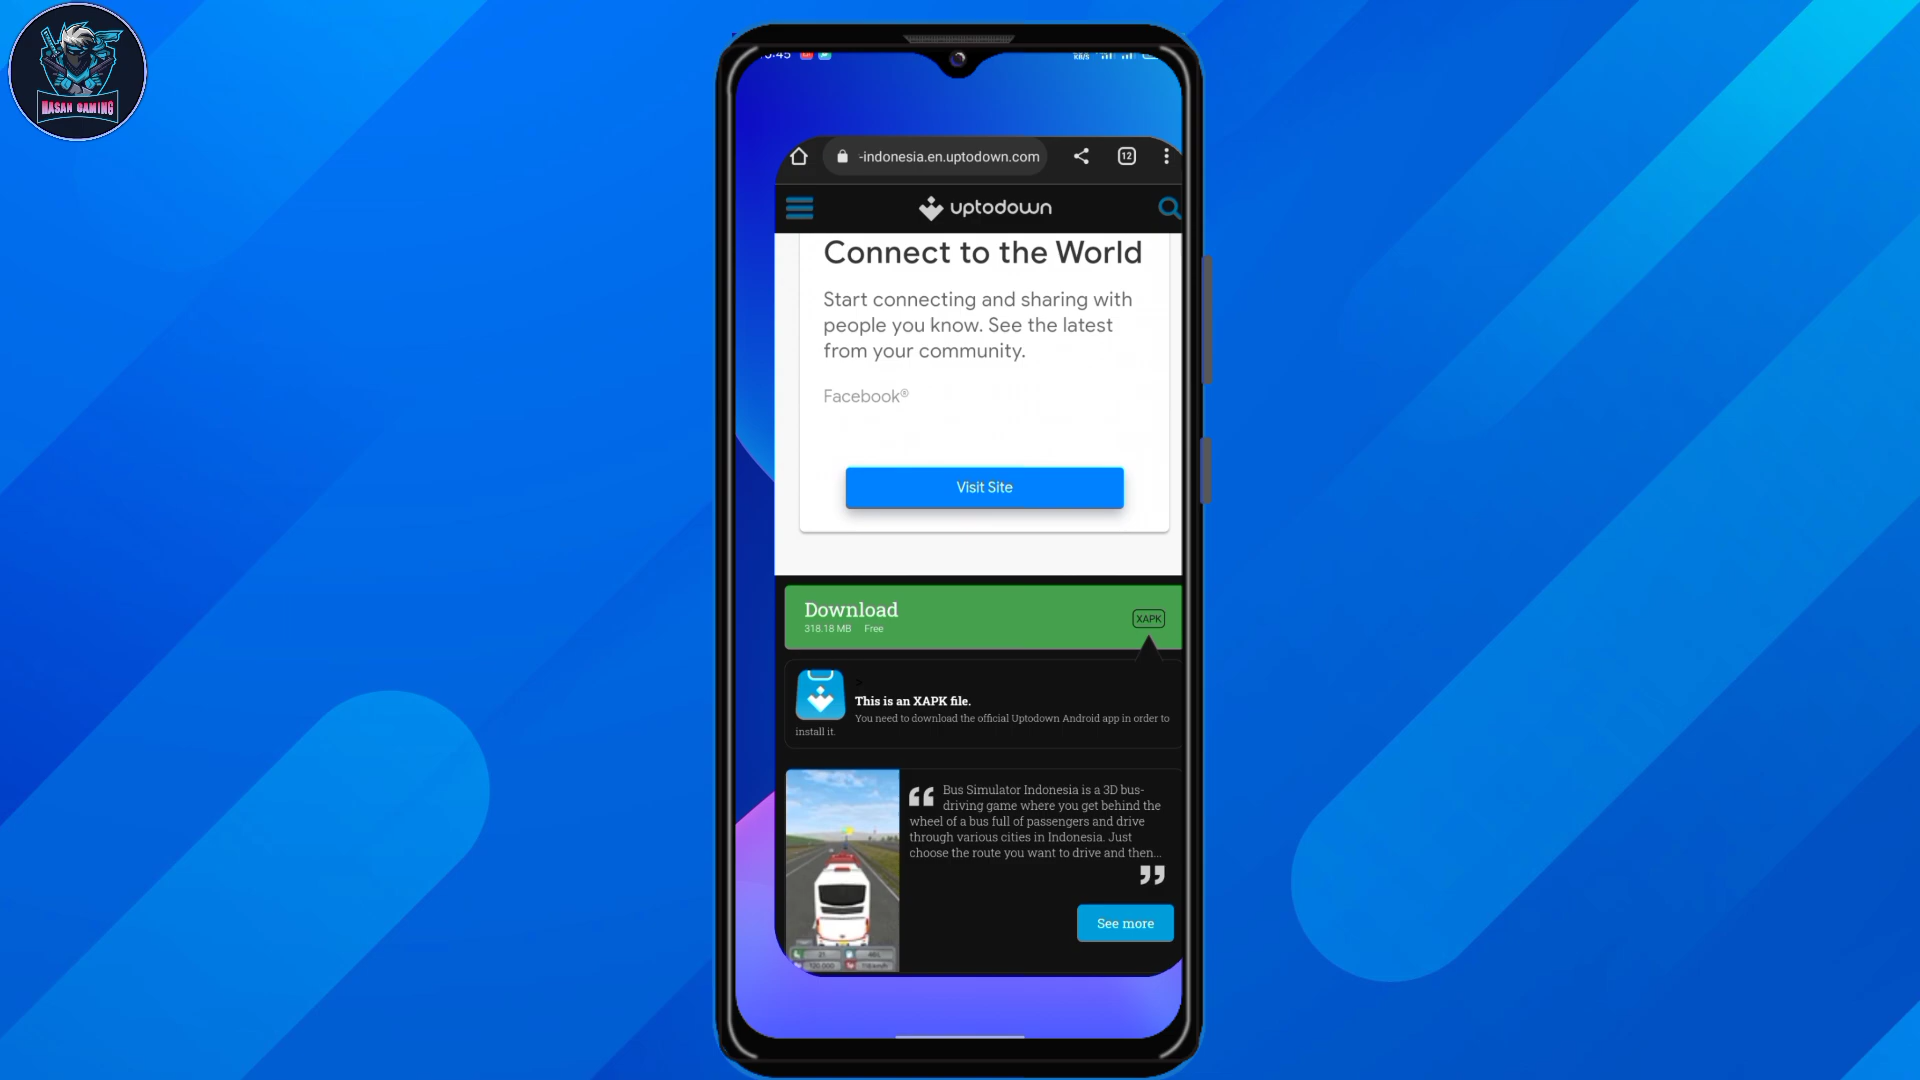 HASAN GAMING
-indonesia.en.uptodown.com
12
uptodown
Connect to the World
Start connecting and sharing with
people you know. See the latest
from your community.
Facebook®
Visit Site
Download
318.18 MB Free
XAPK
>
This is an XAPK file.
You need to download the official Uptodown Android app in order to
install it.
Bus Simulator Indonesia is a 3D bus-
driving game where you get behind the
wheel of a bus full of passengers and drive
through various cities in Indonesia. Just
choose the route you want to drive and then...
See more